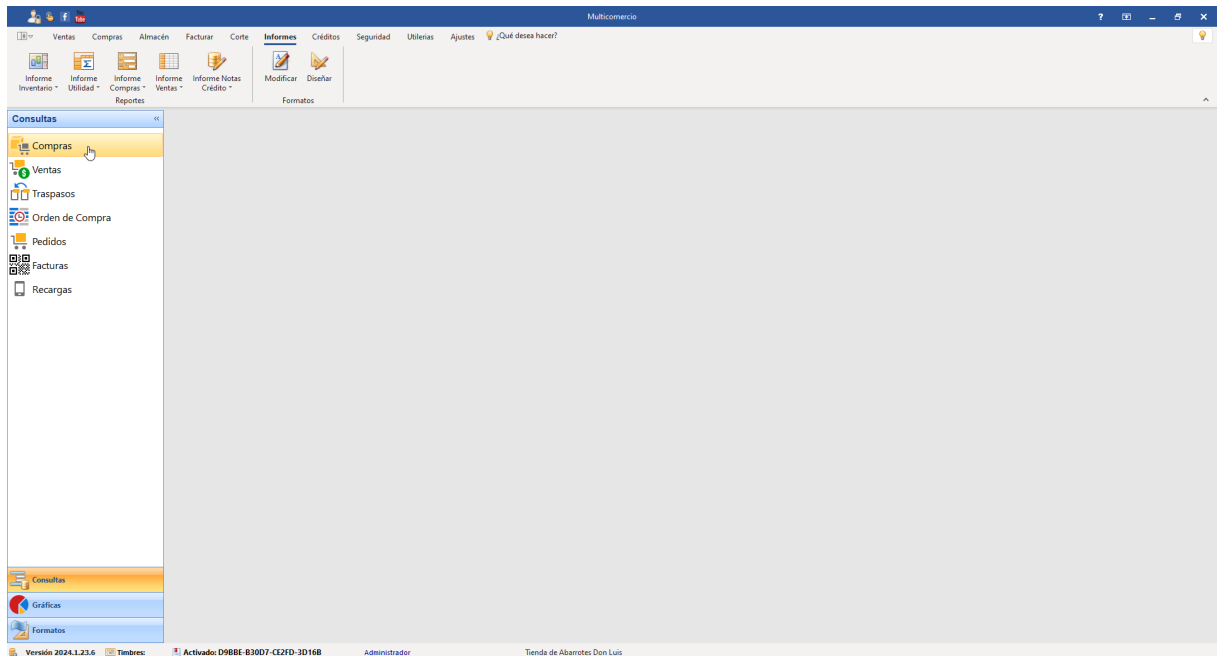 Multicomercio
Ventas Compras Almacén Facturar Corte Informes Créditos Seguridad Utilerias Ajustes ¿Qué desea hacer?
Informe Inventario
Informe Utilidad
Informe Compras
Informe Ventas
Informe Notas Crédito
Modificar
Diseñar
Reportes
Formatos
Consultas
Compras
Ventas
Traspasos
Orden de Compra
Pedidos
Facturas
Recargas
Consultas
Gráficas
Formatos
Versión 2024.1.23.6 Timbres: Activado: D9BBE-B30D7-CE2FD-3D16B Administrador Tienda de Abarrotes Don Luis